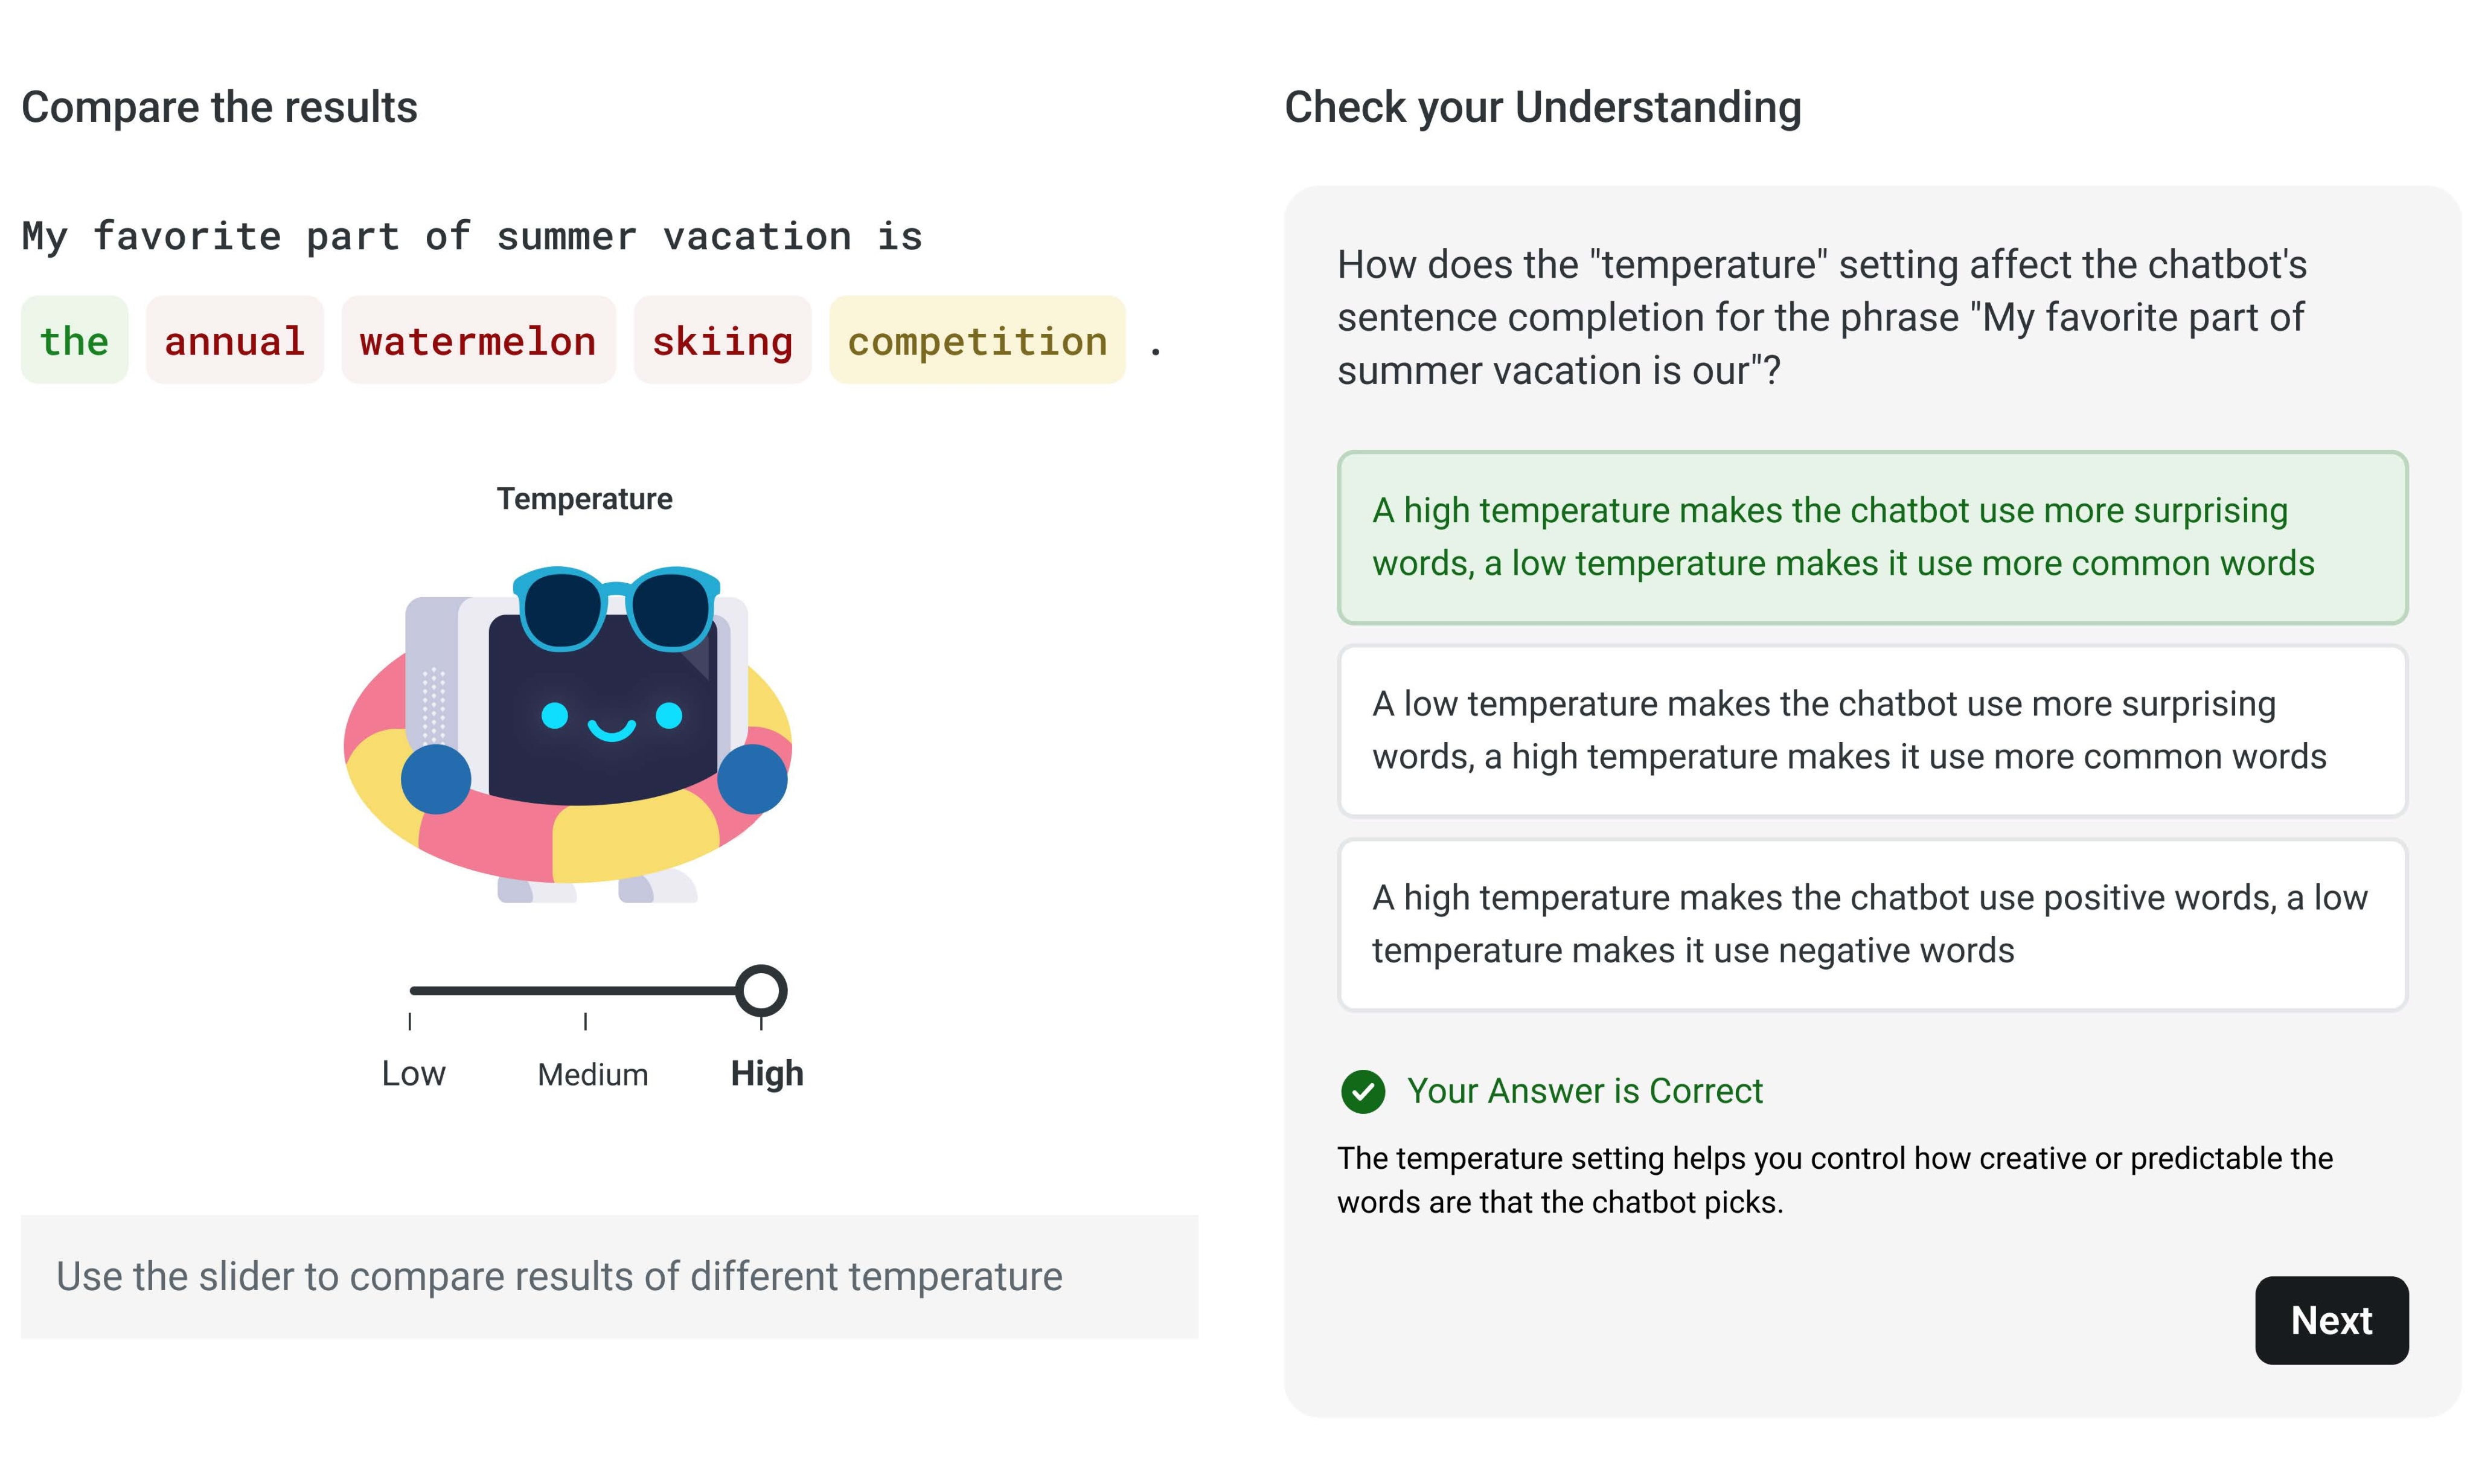 Compare the results
My favorite part of summer vacation is
the annual watermelon skiing competition .
Temperature
Low Medium High
Use the slider to compare results of different temperature
Check your Understanding
How does the "temperature" setting affect the chatbot's
sentence completion for the phrase "My favorite part of
summer vacation is our"?
A high temperature makes the chatbot use more surprising
words, a low temperature makes it use more common words
A low temperature makes the chatbot use more surprising
words, a high temperature makes it use more common words
A high temperature makes the chatbot use positive words, a low
temperature makes it use negative words
Your Answer is Correct
The temperature setting helps you control how creative or predictable the
words are that the chatbot picks.
Next